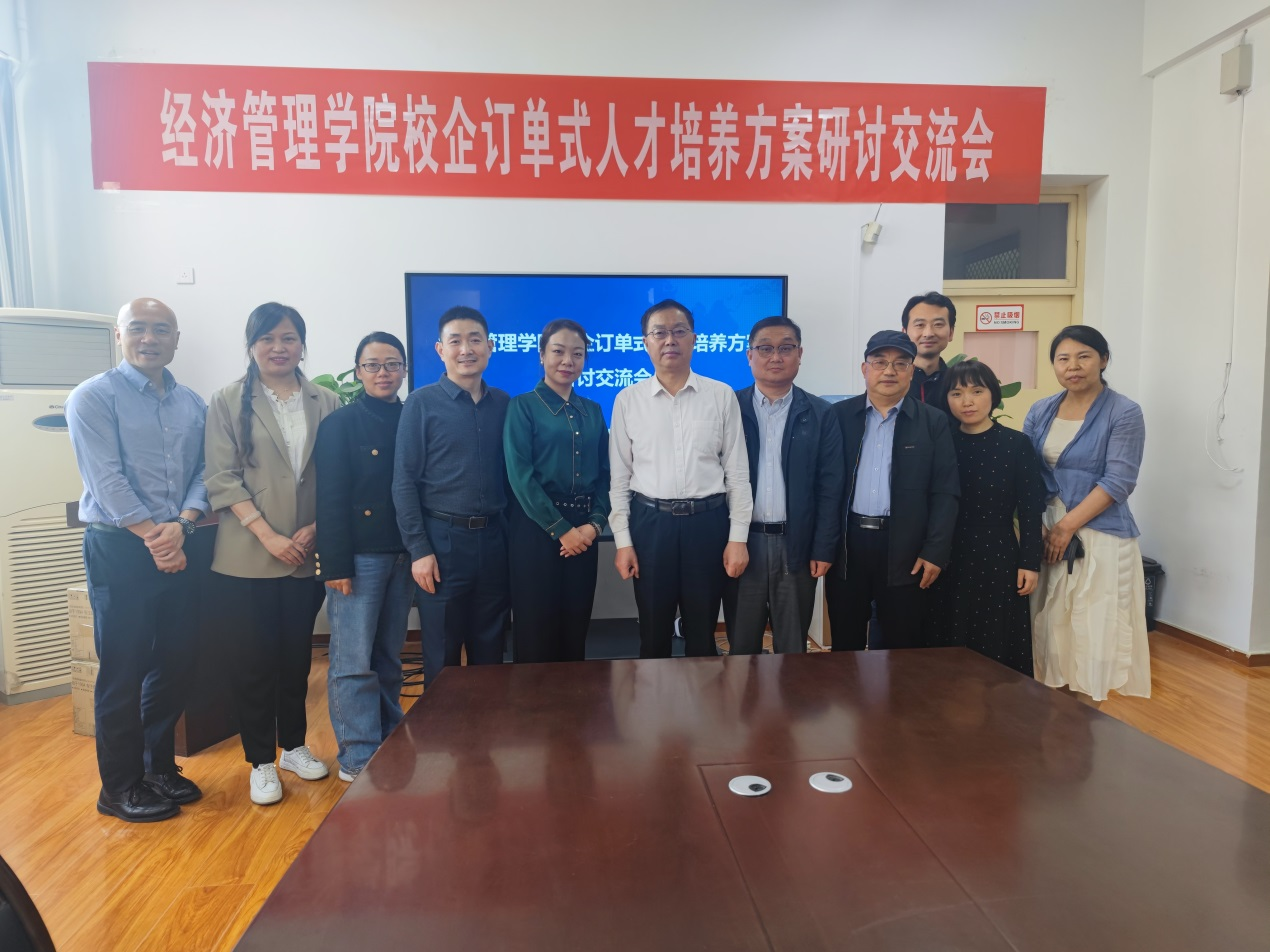 经济管理学院校企订单式人才培养方案研讨交流会
管理学院 企订单式 培养方案
讨交流会
禁止吸烟